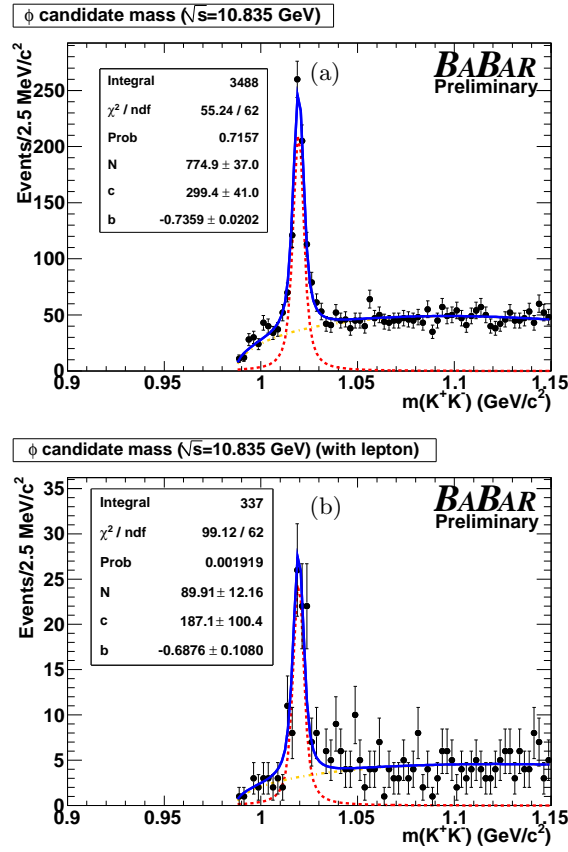 φ candidate mass (√s=10.835 GeV)
Events/2.5 MeV/c²
Integral 3488
χ² / ndf 55.24 / 62
Prob 0.7157
N 774.9 ± 37.0
c 299.4 ± 41.0
b -0.7359 ± 0.0202
(a)
BABAR
Preliminary
250
200
150
100
50
0
0.9 0.95 1 1.05 1.1 1.15
m(K⁺K⁻) (GeV/c²)
φ candidate mass (√s=10.835 GeV) (with lepton)
Events/2.5 MeV/c²
Integral 337
χ² / ndf 99.12 / 62
Prob 0.001919
N 89.91 ± 12.16
c 187.1 ± 100.4
b -0.6876 ± 0.1080
(b)
BABAR
Preliminary
35
30
25
20
15
10
5
0
0.9 0.95 1 1.05 1.1 1.15
m(K⁺K⁻) (GeV/c²)